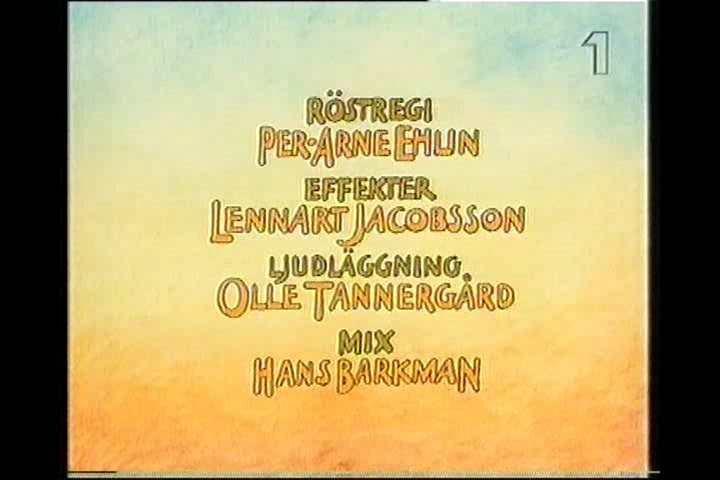 1
RÖSTREGI
PER-ARNE EHLIN
EFFEKTER
LENNART JACOBSSON
LJUDLÄGGNING
OLLE TANNERGÅRD
MIX
HANS BARKMAN